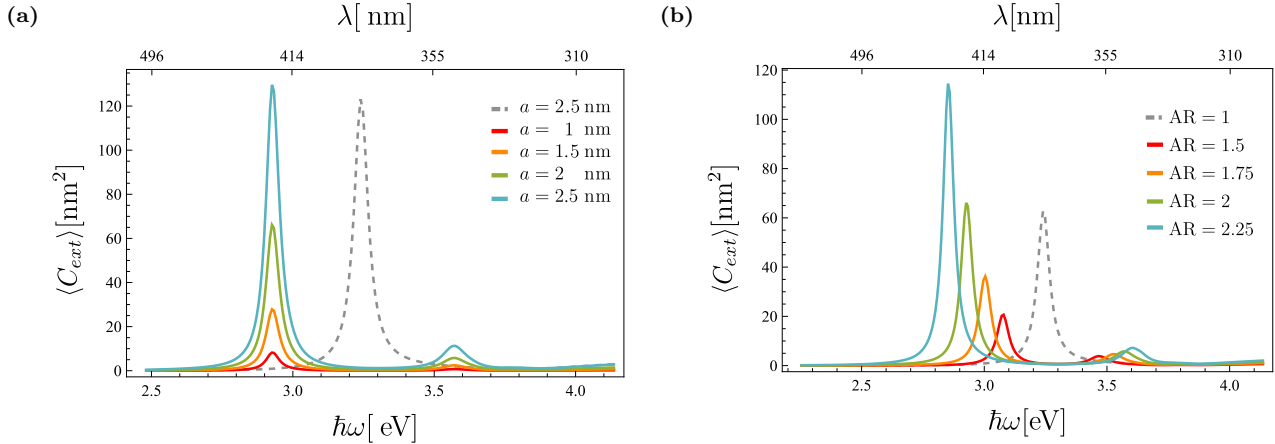 (a)
λ[ nm]
496 414 355 310
⟨C_ext⟩[nm²]
120
100
80
60
40
20
0
a = 2.5 nm
a = 1 nm
a = 1.5 nm
a = 2 nm
a = 2.5 nm
2.5 3.0 3.5 4.0
ℏω[ eV]
(b)
λ[nm]
496 414 355 310
⟨C_ext⟩[nm²]
120
100
80
60
40
20
0
AR = 1
AR = 1.5
AR = 1.75
AR = 2
AR = 2.25
2.5 3.0 3.5 4.0
ℏω[eV]